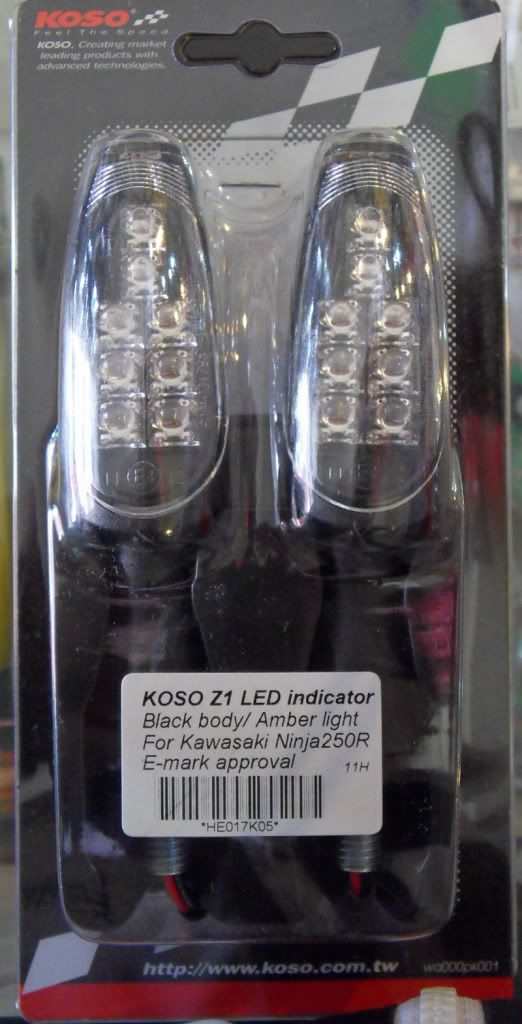 KOSO
Feel The Speed
KOSO, Creating market
leading products with
advanced technologies.
KOSO Z1 LED indicator
Black body/ Amber light
For Kawasaki Ninja250R
E-mark approval
11H
*HE017K05*
http://www.koso.com.tw
wa000pk001